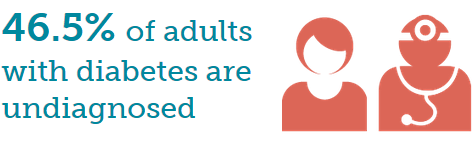 46.5% of adults
with diabetes are
undiagnosed